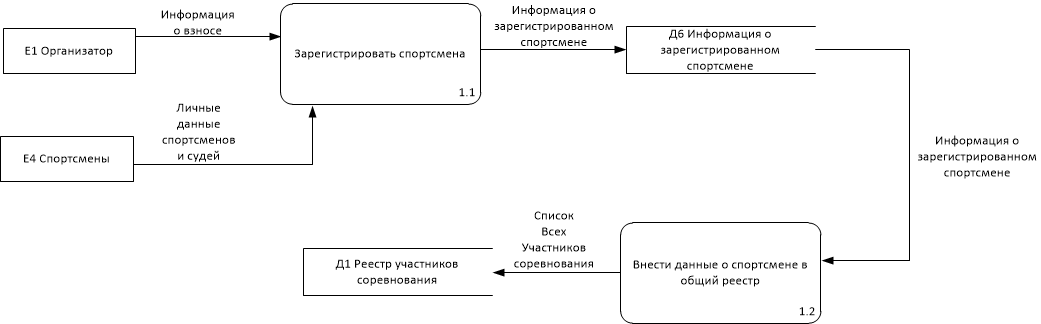 Информация
о взносе
Е1 Организатор
Зарегистрировать спортсмена
1.1
Информация о
зарегистрированном
спортсмене
Д6 Информация о
зарегистрированном
спортсмене
Личные
данные
спортсменов
и судей
Е4 Спортсмены
Информация о
зарегистрированном
спортсмене
Список
Всех
Участников
соревнования
Д1 Реестр участников
соревнования
Внести данные о спортсмене в
общий реестр
1.2